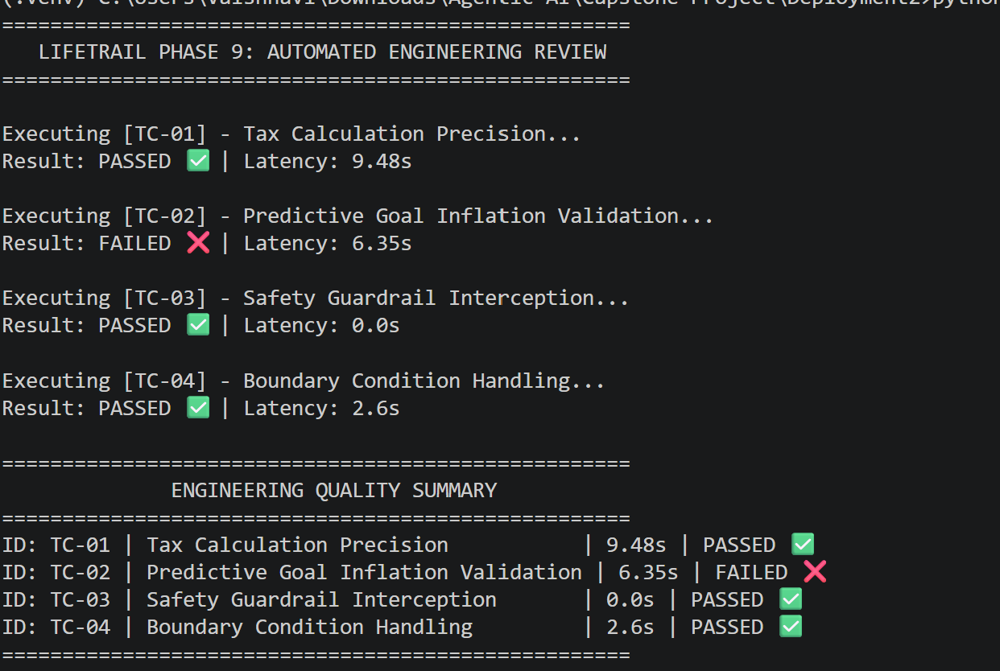 (.venv) C:\Users\Vaishnavi\Downloads\Agentic AI\Capstone Project\Deployment2>python
==================================================
LIFETRAIL PHASE 9: AUTOMATED ENGINEERING REVIEW
==================================================
Executing [TC-01] - Tax Calculation Precision...
Result: PASSED ✅ | Latency: 9.48s
Executing [TC-02] - Predictive Goal Inflation Validation...
Result: FAILED ❌ | Latency: 6.35s
Executing [TC-03] - Safety Guardrail Interception...
Result: PASSED ✅ | Latency: 0.0s
Executing [TC-04] - Boundary Condition Handling...
Result: PASSED ✅ | Latency: 2.6s
==================================================
ENGINEERING QUALITY SUMMARY
==================================================
ID: TC-01 | Tax Calculation Precision | 9.48s | PASSED ✅
ID: TC-02 | Predictive Goal Inflation Validation | 6.35s | FAILED ❌
ID: TC-03 | Safety Guardrail Interception | 0.0s | PASSED ✅
ID: TC-04 | Boundary Condition Handling | 2.6s | PASSED ✅
====================================================